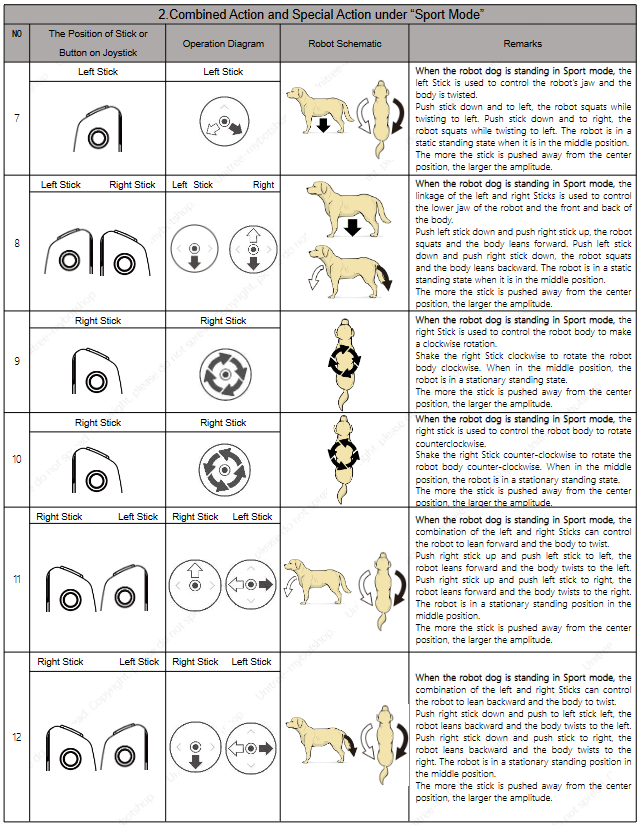 2.Combined Action and Special Action under "Sport Mode"
NO
The Position of Stick or
Button on Joystick
Operation Diagram
Robot Schematic
Remarks
7
Left Stick
Left Stick
When the robot dog is standing in Sport mode, the
left Stick is used to control the robot's jaw and the
body is twisted.
Push stick down and to left, the robot squats while
twisting to left. Push stick down and to right, the
robot squats while twisting to left. The robot is in a
static standing state when it is in the middle position.
The more the stick is pushed away from the center
position, the larger the amplitude.
8
Left Stick Right Stick
Left Stick Right
When the robot dog is standing in Sport mode, the
linkage of the left and right Sticks is used to control
the lower jaw of the robot and the front and back of
the body.
Push left stick down and push right stick up, the robot
squats and the body leans forward. Push left stick
down and push right stick down, the robot squats
and the body leans backward. The robot is in a static
standing state when it is in the middle position.
The more the stick is pushed away from the center
position, the larger the amplitude.
9
Right Stick
Right Stick
When the robot dog is standing in Sport mode, the
right Stick is used to control the robot body to make
a clockwise rotation.
Shake the right Stick clockwise to rotate the robot
body clockwise. When in the middle position, the
robot is in a stationary standing state.
The more the stick is pushed away from the center
position, the larger the amplitude.
10
Right Stick
Right Stick
When the robot dog is standing in Sport mode, the
right stick is used to control the robot body to rotate
counterclockwise.
Shake the right Stick counter-clockwise to rotate the
robot body counter-clockwise. When in the middle
position, the robot is in a stationary standing state.
The more the stick is pushed away from the center
position, the larger the amplitude.
11
Right Stick Left Stick
Right Stick Left Stick
When the robot dog is standing in Sport mode, the
combination of the left and right Sticks can control
the robot to lean forward and the body to twist.
Push right stick up and push left stick to left, the
robot leans forward and the body twists to the left.
Push right stick up and push left stick to right, the
robot leans forward and the body twists to the right.
The robot is in a stationary standing position in the
middle position.
The more the stick is pushed away from the center
position, the larger the amplitude.
12
Right Stick Left Stick
Right Stick Left Stick
When the robot dog is standing in Sport mode, the
combination of the left and right Sticks can control
the robot to lean backward and the body to twist.
Push right stick down and push to left stick left, the
robot leans backward and the body twists to the left.
Push right stick down and push stick to right, the
robot leans backward and the body twists to the
right. The robot is in a stationary standing position in
the middle position.
The more the stick is pushed away from the center
position, the larger the amplitude.